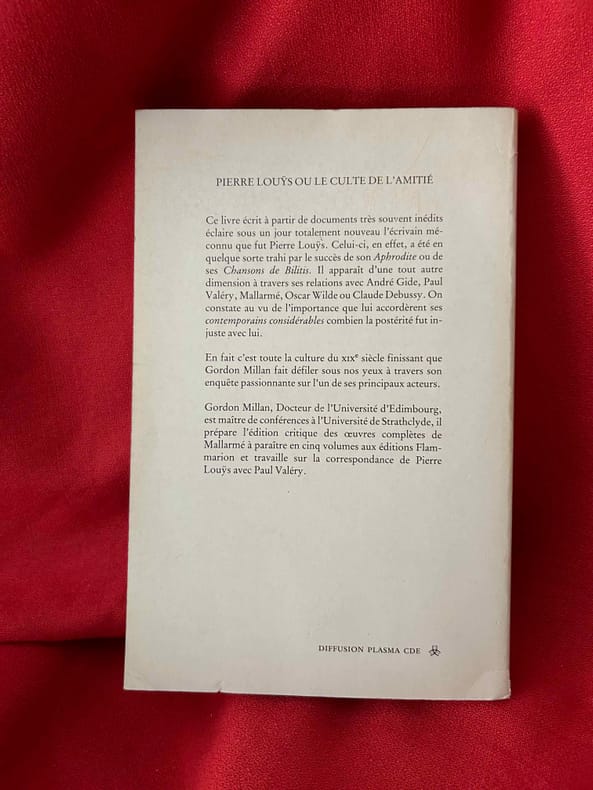 PIERRE LOUŸS OU LE CULTE DE L'AMITIÉ
Ce livre écrit à partir de documents très souvent inédits
éclaire sous un jour totalement nouveau l'écrivain mé-
connu que fut Pierre Louÿs. Celui-ci, en effet, a été en
quelque sorte trahi par le succès de son Aphrodite ou de
ses Chansons de Bilitis. Il apparaît d'une tout autre
dimension à travers ses relations avec André Gide, Paul
Valéry, Mallarmé, Oscar Wilde ou Claude Debussy. On
constate au vu de l'importance que lui accordèrent ses
contemporains considérables combien la postérité fut in-
juste avec lui.
En fait c'est toute la culture du XIXe siècle finissant que
Gordon Millan fait défiler sous nos yeux à travers son
enquête passionnante sur l'un de ses principaux acteurs.
Gordon Millan, Docteur de l'Université d'Edimbourg,
est maître de conférences à l'Université de Strathclyde, il
prépare l'édition critique des œuvres complètes de
Mallarmé à paraître en cinq volumes aux éditions Flam-
marion et travaille sur la correspondance de Pierre
Louÿs avec Paul Valéry.
DIFFUSION PLASMA CDE